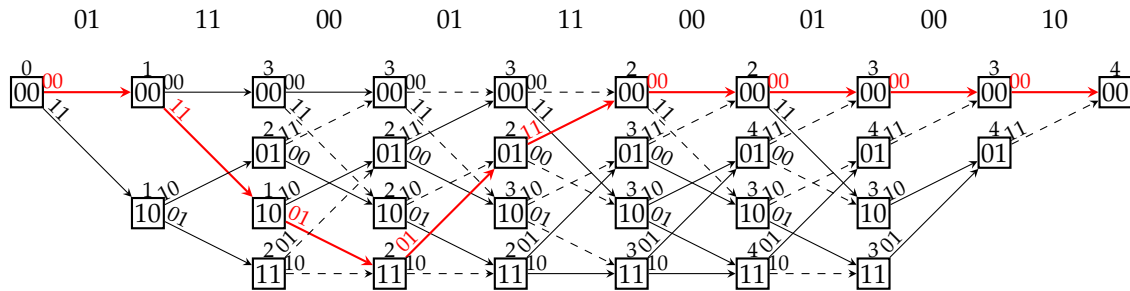 01 11 00 01 11 00 01 00 10
0 1 3 3 3 2 2 3 3 4
00 00 00 00 00 00 00 00 00
00 00 00 00 00 00 00 00 00 00
11 11 11 11 11 11 11
2 2 2 3 4 4 4
11 11 11 11 11 11 11
01 01 01 01 01 01 01
00 00 00 00 00
1 1 2 3 3 3 3
10 10 10 10 10 10 10
10 10 10 10 10 10 10
01 01 01 01 01 01
2 2 2 3 4 3
01 01 01 01 01 01
10 10 10 10 10
11 11 11 11 11 11